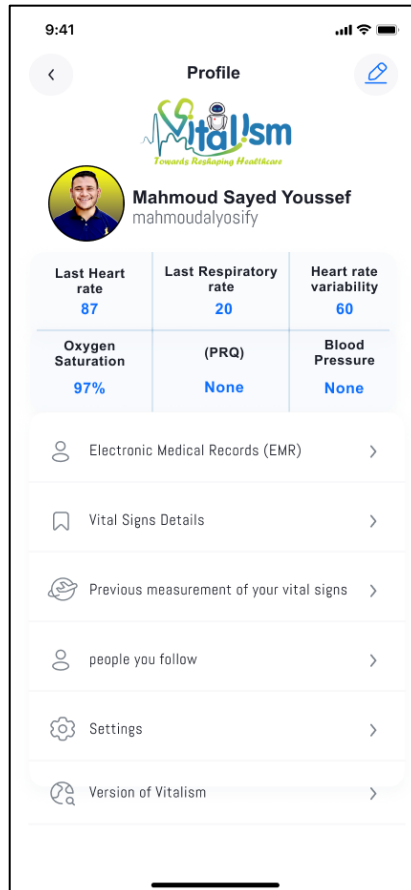 9:41
Profile
Vitalism
Towards Reshaping Healthcare
Mahmoud Sayed Youssef
mahmoudalyosify
Last Heart
rate
87
Last Respiratory
rate
20
Heart rate
variability
60
Oxygen
Saturation
97%
(PRQ)
None
Blood
Pressure
None
Electronic Medical Records (EMR)
Vital Signs Details
Previous measurement of your vital signs
people you follow
Settings
Version of Vitalism